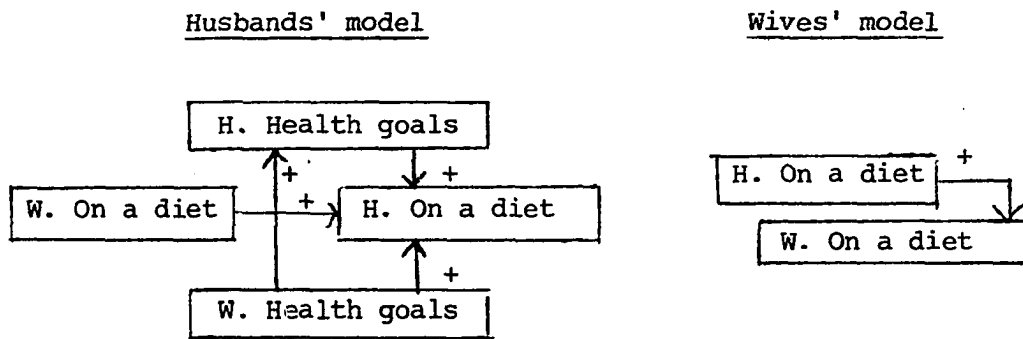 Husbands' model
Wives' model
H. Health goals
+
+
W. On a diet
+
H. On a diet
+
W. Health goals
H. On a diet
+
W. On a diet